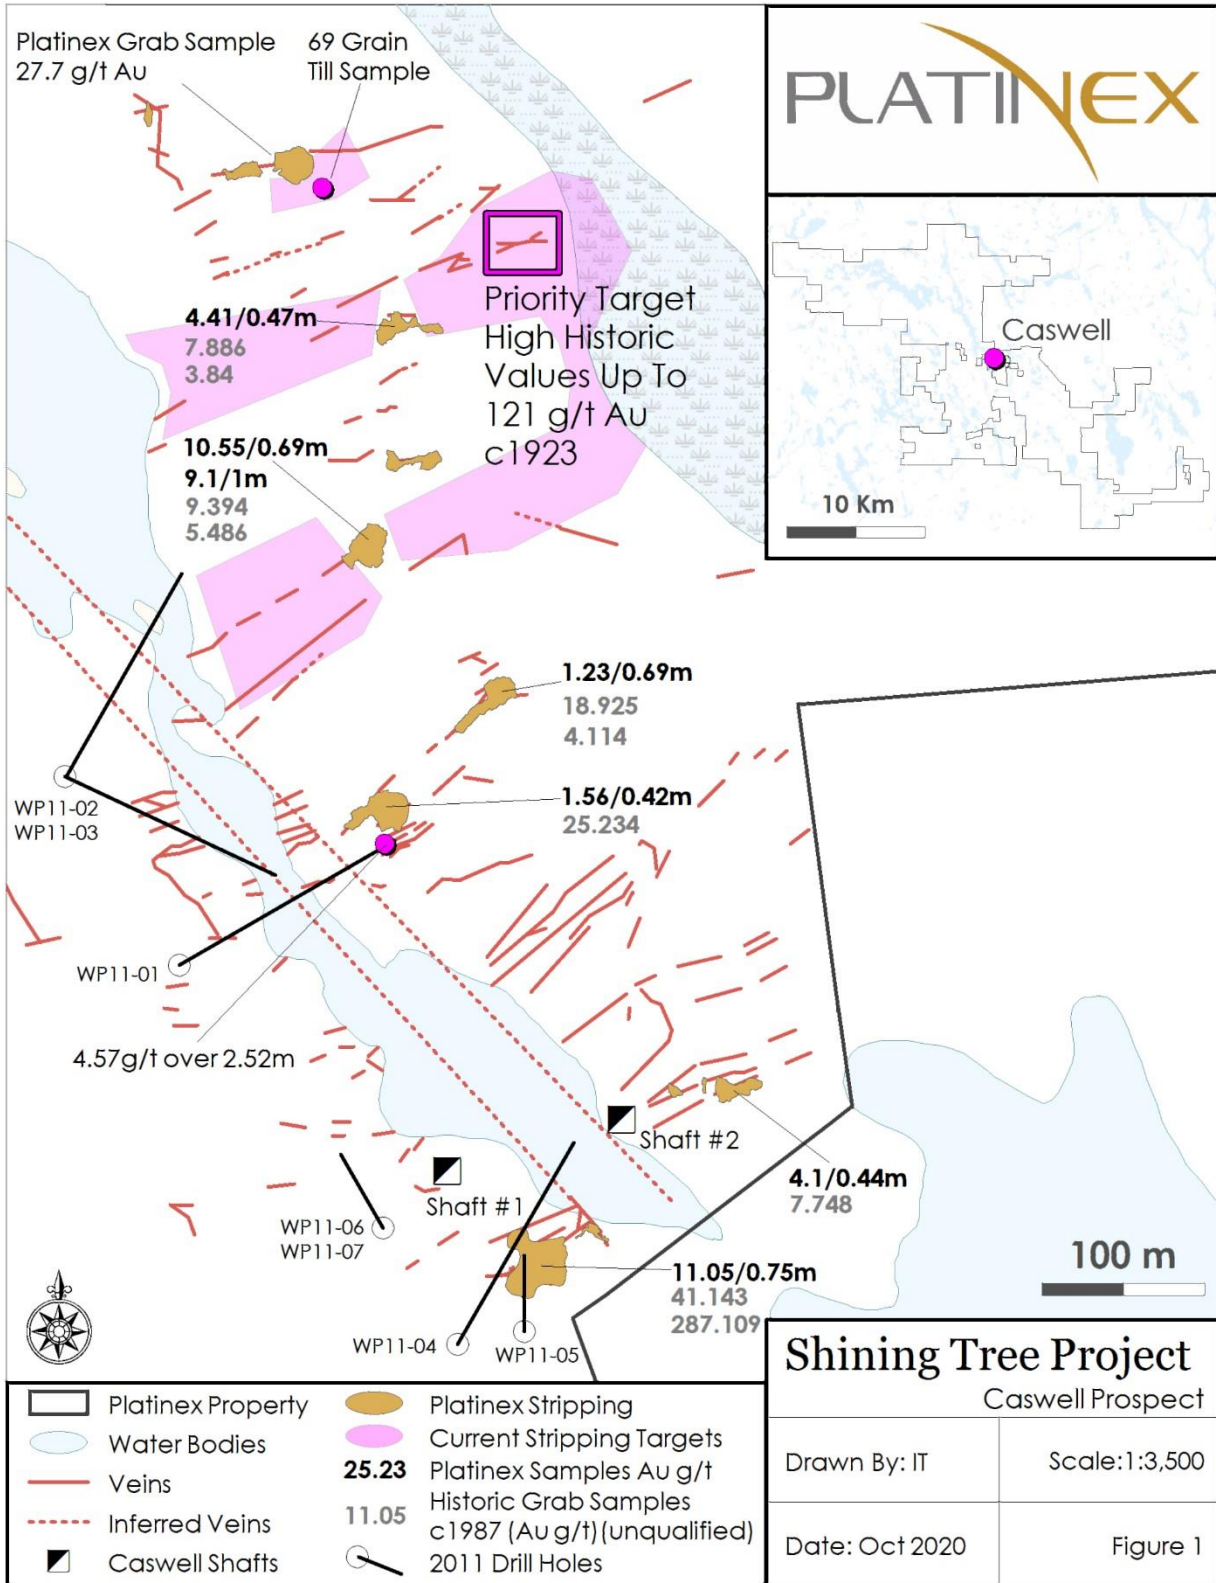 Platinex Grab Sample
27.7 g/t Au
69 Grain
Till Sample
PLATINEX
Caswell
10 Km
Priority Target
High Historic
Values Up To
121 g/t Au
c1923
4.41/0.47m
7.886
3.84
10.55/0.69m
9.1/1m
9.394
5.486
1.23/0.69m
18.925
4.114
1.56/0.42m
25.234
WP11-02
WP11-03
WP11-01
4.57g/t over 2.52m
Shaft #2
Shaft #1
4.1/0.44m
7.748
WP11-06
WP11-07
11.05/0.75m
41.143
287.109
100 m
WP11-04
WP11-05
Platinex Property
Water Bodies
Veins
Inferred Veins
Caswell Shafts
Platinex Stripping
Current Stripping Targets
25.23 Platinex Samples Au g/t
11.05 Historic Grab Samples
c1987 (Au g/t)(unqualified)
2011 Drill Holes
Shining Tree Project
Caswell Prospect
Drawn By: IT
Scale:1:3,500
Date: Oct 2020
Figure 1